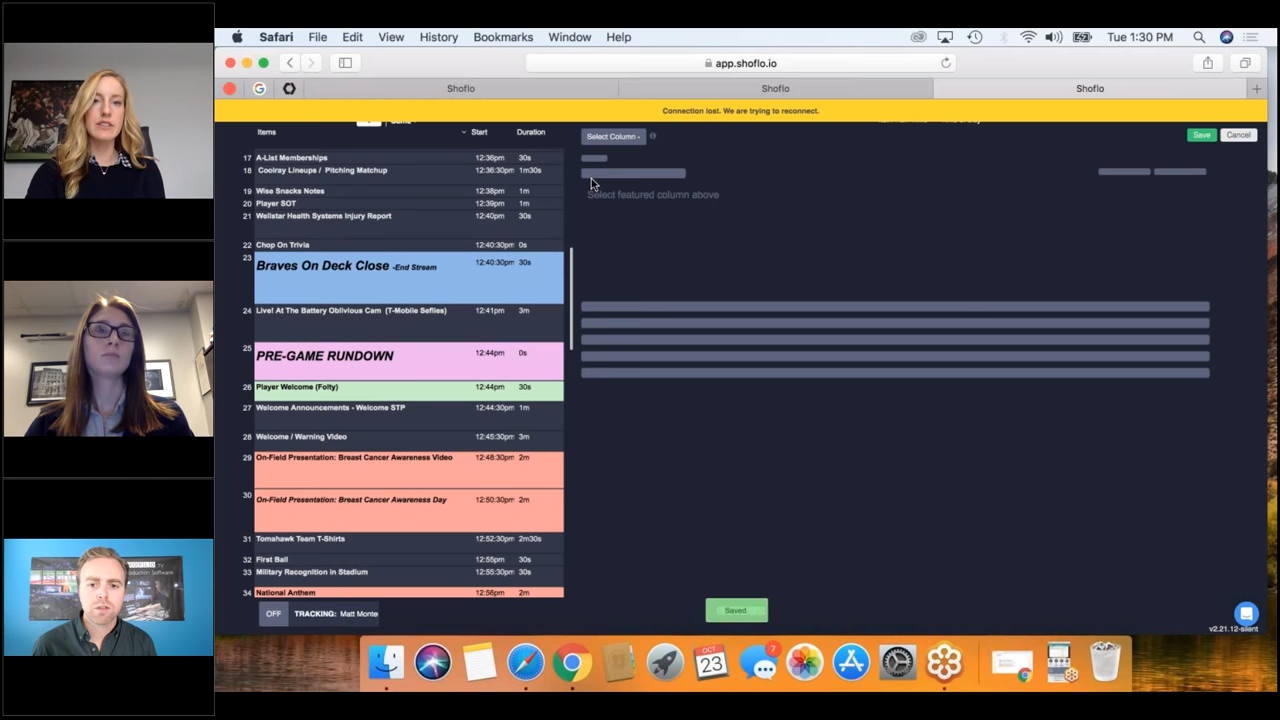 Safari File Edit View History Bookmarks Window Help Tue 1:30 PM
app.shoflo.io
Shoflo Shoflo Shoflo
Connection lost. We are trying to reconnect.
Items Start Duration
Select Column - Save Cancel
17 A-List Memberships 12:36pm 30s
18 Coolray Lineups / Pitching Matchup 12:36:30pm 1m30s
19 Wise Snacks Notes 12:38pm 1m
Select featured column above
20 Player SOT 12:39pm 1m
21 Wellstar Health Systems Injury Report 12:40pm 30s
22 Chop On Trivia 12:40:30pm 0s
23 Braves On Deck Close -End Stream 12:40:30pm 30s
24 Live! At The Battery Oblivious Cam (T-Mobile Seflies) 12:41pm 3m
25 PRE-GAME RUNDOWN 12:44pm 0s
26 Player Welcome (Folty) 12:44pm 30s
27 Welcome Announcements - Welcome STP 12:44:30pm 1m
28 Welcome / Warning Video 12:45:30pm 3m
29 On-Field Presentation: Breast Cancer Awareness Video 12:48:30pm 2m
30 On-Field Presentation: Breast Cancer Awareness Day 12:50:30pm 2m
31 Tomahawk Team T-Shirts 12:52:30pm 2m30s
32 First Ball 12:55pm 30s
33 Military Recognition in Stadium 12:55:30pm 30s
34 National Anthem 12:56pm 2m
OFF TRACKING: Matt Monte
Saved.
v2.21.12-silent
OCT
23
7